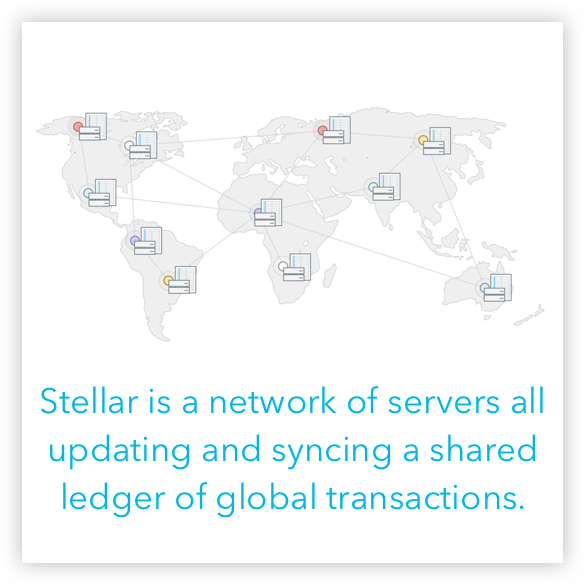 Stellar is a network of servers all
updating and syncing a shared
ledger of global transactions.